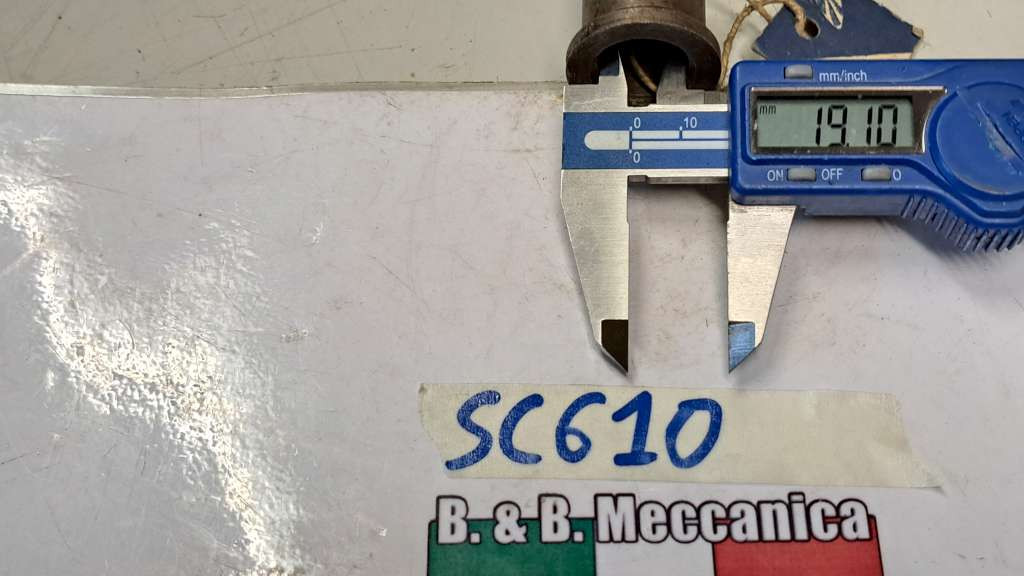 mm/inch
mm
19.10
ON OFF 0
0 10
0
SC610
B. & B. Meccanica